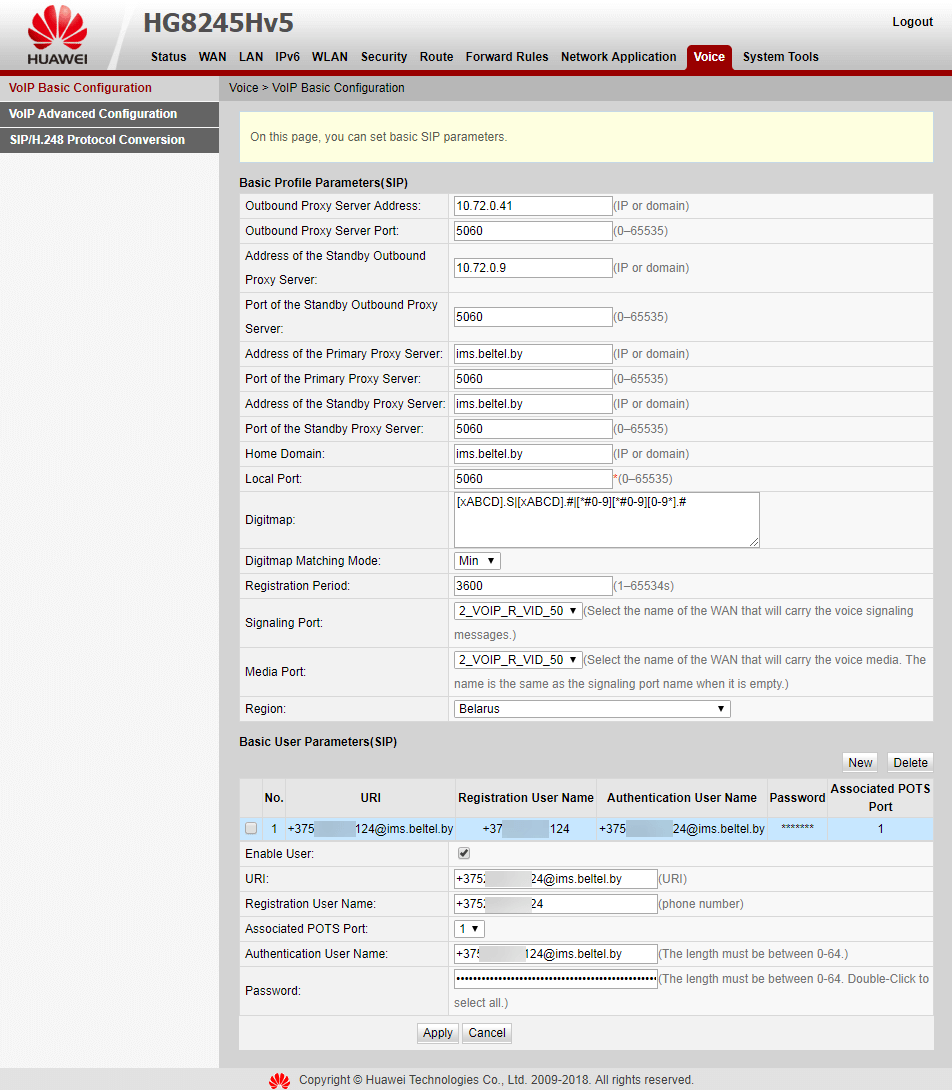 HUAWEI
HG8245Hv5
Logout
Status WAN LAN IPv6 WLAN Security Route Forward Rules Network Application Voice System Tools
VoIP Basic Configuration
VoIP Advanced Configuration
SIP/H.248 Protocol Conversion
Voice > VoIP Basic Configuration
On this page, you can set basic SIP parameters.
Basic Profile Parameters(SIP)
Outbound Proxy Server Address: 10.72.0.41 (IP or domain)
Outbound Proxy Server Port: 5060 (0–65535)
Address of the Standby Outbound
Proxy Server:
10.72.0.9 (IP or domain)
Port of the Standby Outbound Proxy
Server:
5060 (0–65535)
Address of the Primary Proxy Server: ims.beltel.by (IP or domain)
Port of the Primary Proxy Server: 5060 (0–65535)
Address of the Standby Proxy Server: ims.beltel.by (IP or domain)
Port of the Standby Proxy Server: 5060 (0–65535)
Home Domain: ims.beltel.by (IP or domain)
Local Port: 5060 *(0–65535)
Digitmap: [xABCD].S|[xABCD].#|[*#0-9][*#0-9][0-9*].#
Digitmap Matching Mode: Min
Registration Period: 3600 (1–65534s)
Signaling Port: 2_VOIP_R_VID_50 (Select the name of the WAN that will carry the voice signaling
messages.)
Media Port: 2_VOIP_R_VID_50 (Select the name of the WAN that will carry the voice media. The
name is the same as the signaling port name when it is empty.)
Region: Belarus
Basic User Parameters(SIP)
New Delete
No. URI Registration User Name Authentication User Name Password Associated POTS
Port
1 +375 124@ims.beltel.by +37 124 +375 24@ims.beltel.by ******* 1
Enable User:
URI: +375 24@ims.beltel.by (URI)
Registration User Name: +375 24 (phone number)
Associated POTS Port: 1
Authentication User Name: +375 124@ims.beltel.by (The length must be between 0-64.)
Password: (The length must be between 0-64. Double-Click to
select all.)
Apply Cancel
Copyright © Huawei Technologies Co., Ltd. 2009-2018. All rights reserved.